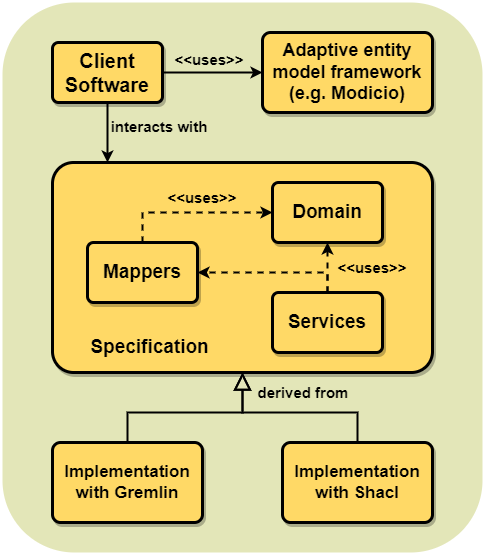 Client
Software
<<uses>>
Adaptive entity
model framework
(e.g. Modicio)
interacts with
<<uses>>
Domain
Mappers
<<uses>>
Services
Specification
derived from
Implementation
with Gremlin
Implementation
with Shacl